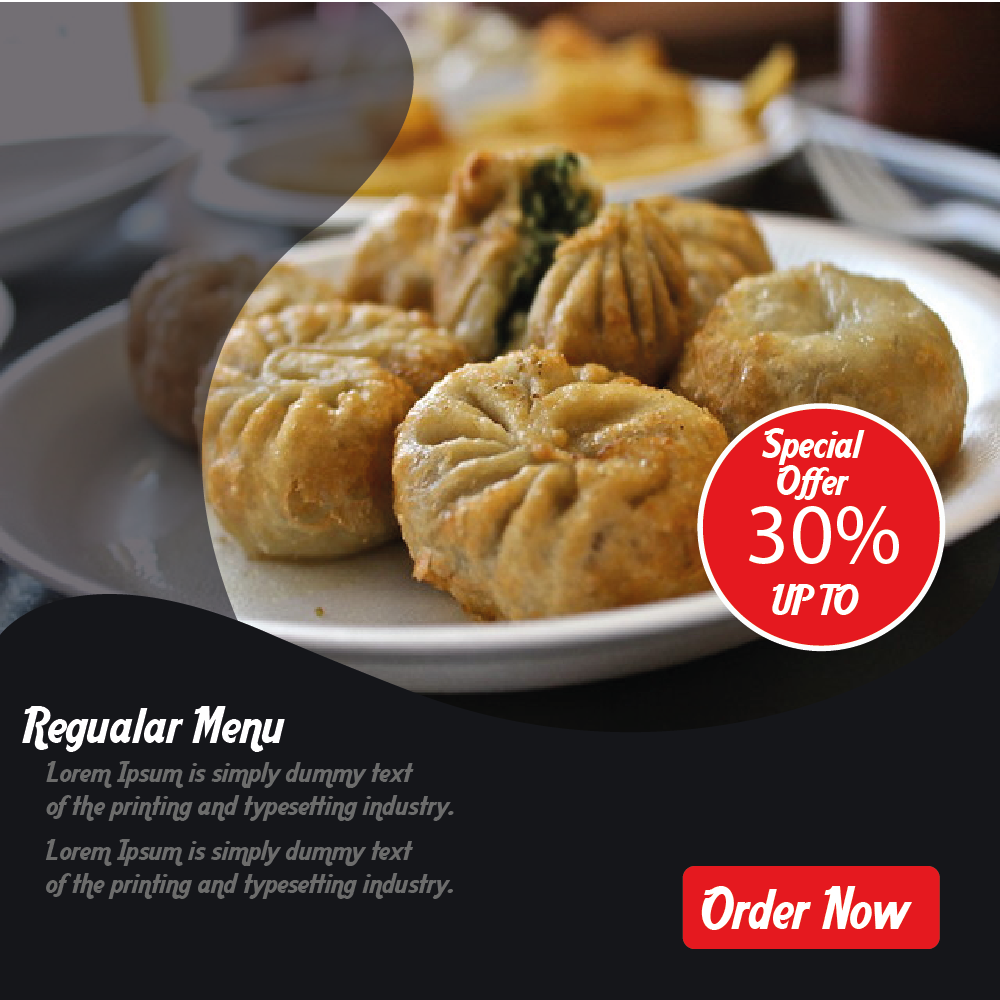 Special
Offer
30%
UP TO
Regualar Menu
Lorem Ipsum is simply dummy text
of the printing and typesetting industry.
Lorem Ipsum is simply dummy text
of the printing and typesetting industry.
Order Now